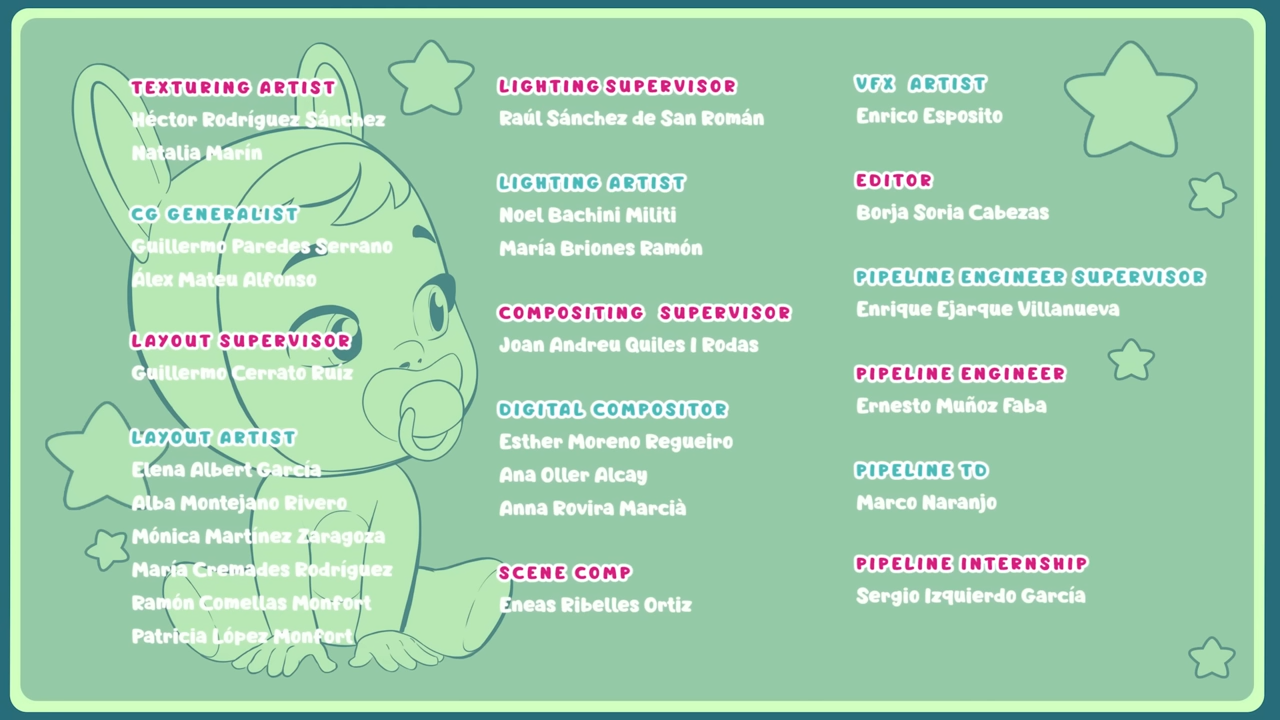 TEXTURING ARTIST
Héctor Rodríguez Sánchez
Natalia Marín
CG GENERALIST
Guillermo Paredes Serrano
Álex Mateu Alfonso
LAYOUT SUPERVISOR
Guillermo Cerrato Ruiz
LAYOUT ARTIST
Elena Albert García
Alba Montejano Rivero
Mónica Martínez Zaragoza
María Cremades Rodríguez
Ramón Comellas Monfort
Patricia López Monfort
LIGHTING SUPERVISOR
Raúl Sánchez de San Román
LIGHTING ARTIST
Noel Bachini Militi
María Briones Ramón
COMPOSITING SUPERVISOR
Joan Andreu Quiles I Rodas
DIGITAL COMPOSITOR
Esther Moreno Regueiro
Ana Oller Alcay
Anna Rovira Marcià
SCENE COMP
Eneas Ribelles Ortiz
VFX ARTIST
Enrico Esposito
EDITOR
Borja Soria Cabezas
PIPELINE ENGINEER SUPERVISOR
Enrique Ejarque Villanueva
PIPELINE ENGINEER
Ernesto Muñoz Faba
PIPELINE TD
Marco Naranjo
PIPELINE INTERNSHIP
Sergio Izquierdo García